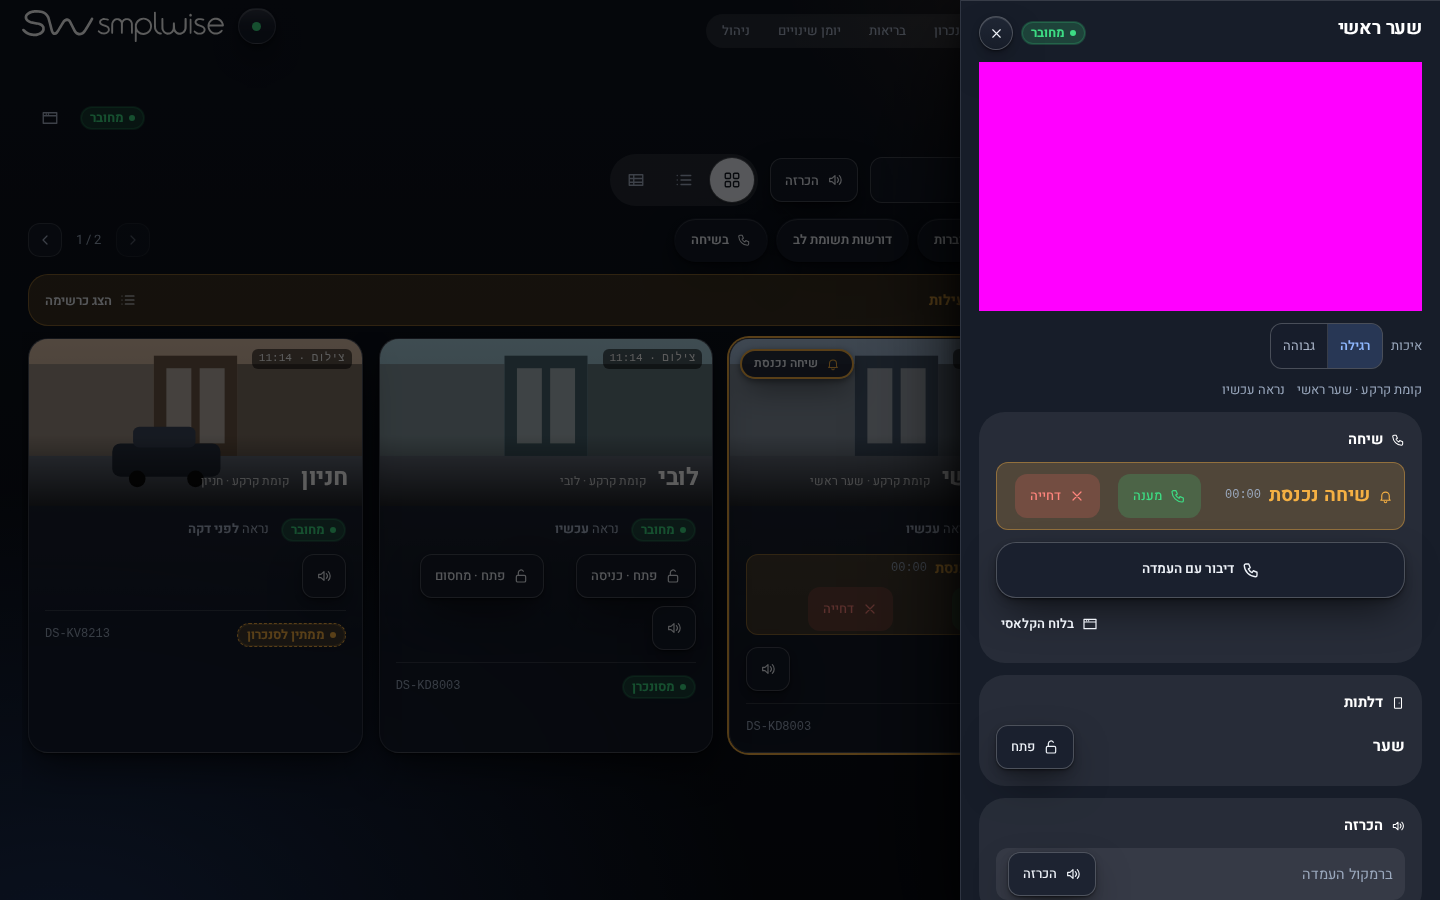 שער ראשי
מחובר
איכות
רגילה
גבוהה
קומת קרקע · שער ראשי
נראה עכשיו
שיחה
שיחה נכנסת
00:00
מענה
דחייה
דיבור עם העמדה
בלוח הקלאסי
דלתות
שער
פתח
הכרזה
ברמקול העמדה
הכרזה
smplwise
בריאות
יומן שינויים
ניהול
מחובר
הכרזה
דורשות תשומת לב
בשיחה
1 / 2
הצג כרשימה
שיחה נכנסת
קומת קרקע · שער ראשי
00:00
דחייה
DS-KD8003
צילום · 11:14
לובי
קומת קרקע · לובי
מחובר
נראה עכשיו
פתח · כניסה
פתח · מחסום
מסונכרן
DS-KD8003
צילום · 11:14
חניון
קומת קרקע · חניון
מחובר
נראה לפני דקה
ממתין לסנכרון
DS-KV8213